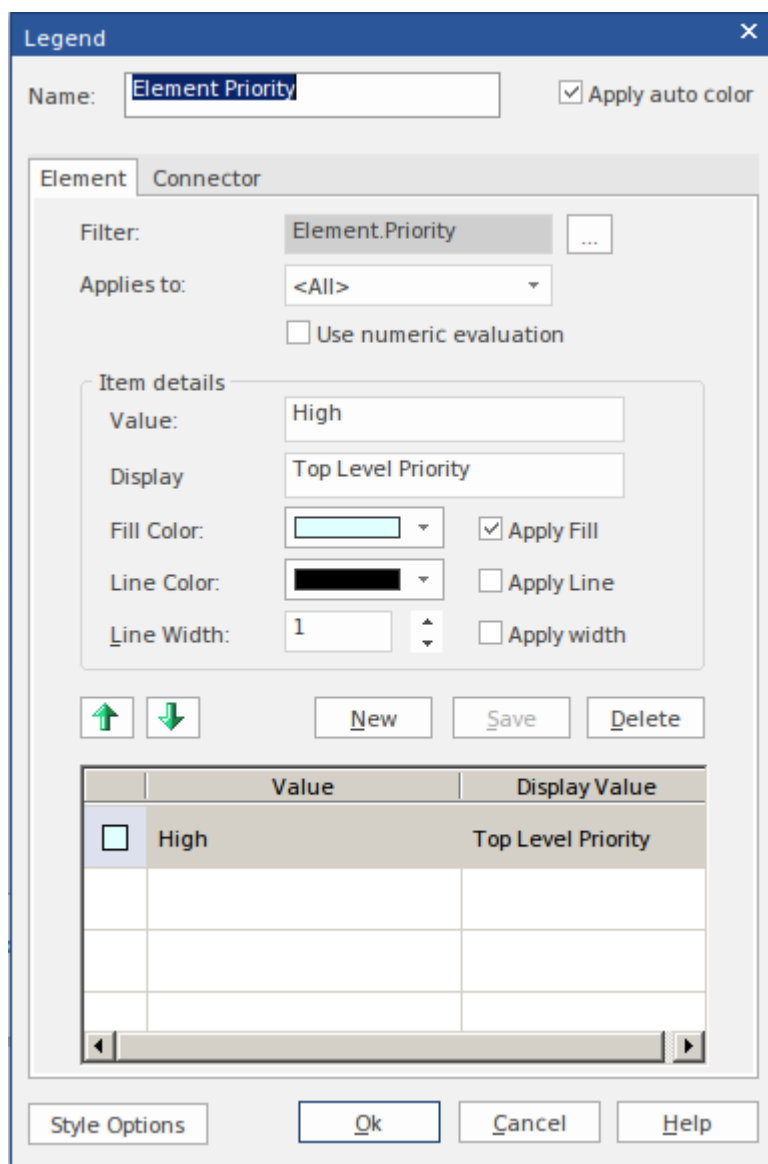 Legend
Name: Element Priority Apply auto color
Element Connector
Filter: Element.Priority ...
Applies to: <All>
Use numeric evaluation
Item details
Value: High
Display Top Level Priority
Fill Color: Apply Fill
Line Color: Apply Line
Line Width: 1 Apply width
New Save Delete
Value Display Value
High Top Level Priority
Style Options Ok Cancel Help